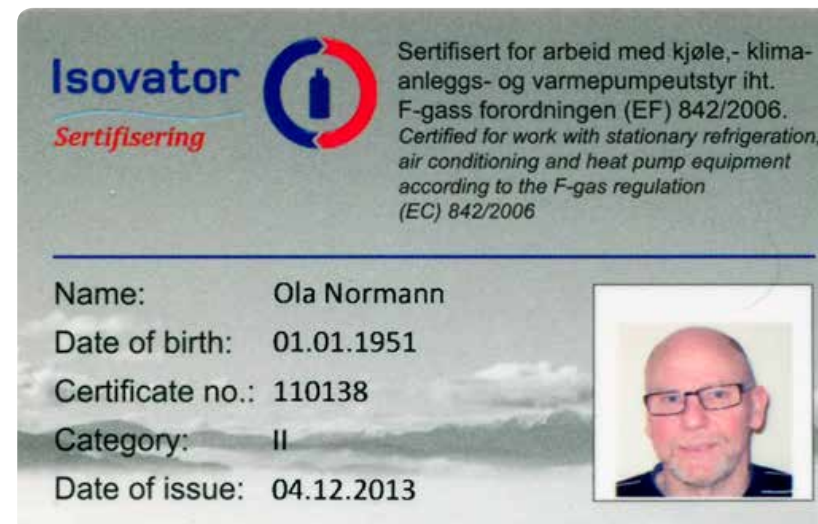 Isovator
Sertifisering
Sertifisert for arbeid med kjøle,- klima-
anleggs- og varmepumpeutstyr iht.
F-gass forordningen (EF) 842/2006.
Certified for work with stationary refrigeration,
air conditioning and heat pump equipment
according to the F-gas regulation
(EC) 842/2006
Name: Ola Normann
Date of birth: 01.01.1951
Certificate no.: 110138
Category: II
Date of issue: 04.12.2013